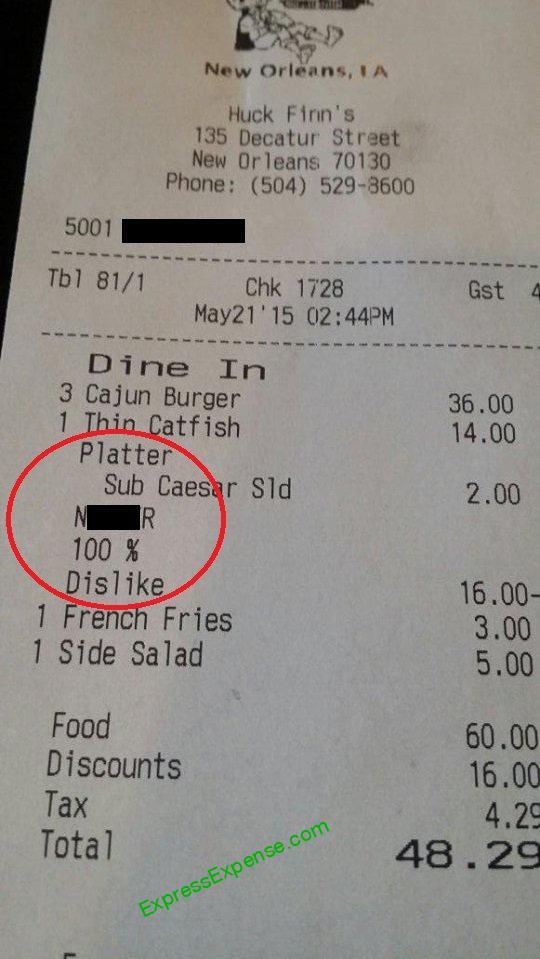 New Orleans, LA
Huck Finn's
135 Decatur Street
New Orleans 70130
Phone: (504) 529-8600
5001
Tbl 81/1 Chk 1728 Gst 4
May21'15 02:44PM
Dine In
3 Cajun Burger 36.00
1 Thin Catfish 14.00
Platter
Sub Caesar Sld 2.00
N R
100 %
Dislike 16.00-
1 French Fries 3.00
1 Side Salad 5.00
Food 60.00
Discounts 16.00
Tax 4.29
Total 48.29
ExpressExpense.com